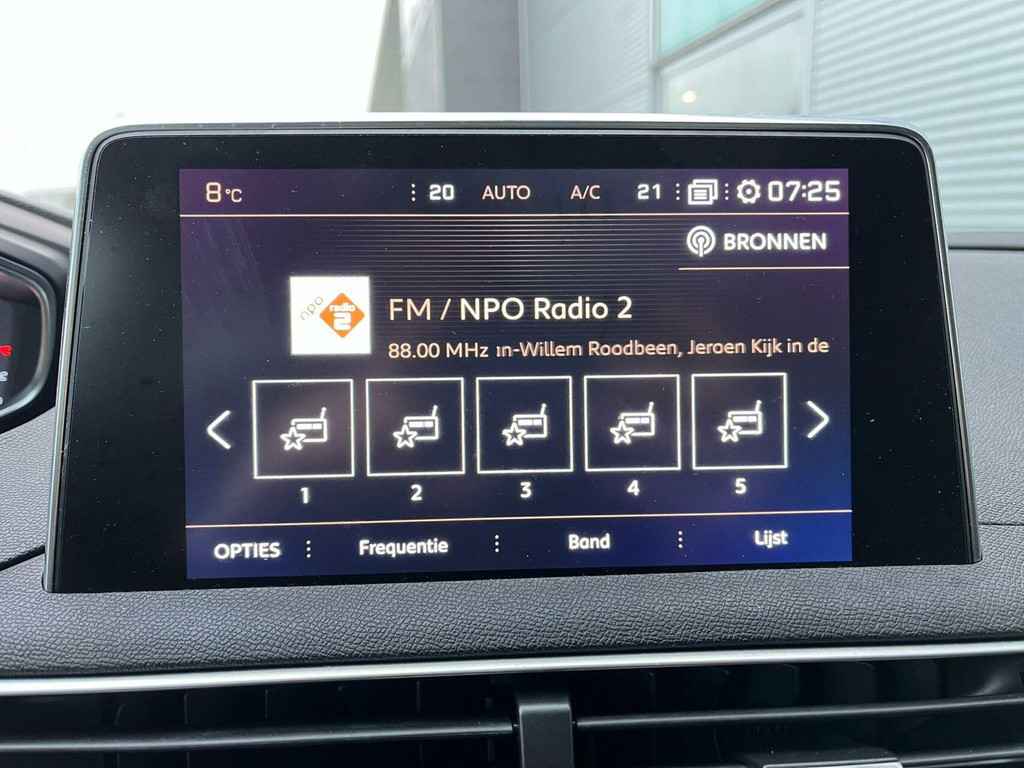 8°C 20 AUTO A/C 21 07:25
BRONNEN
npo radio 2
FM / NPO Radio 2
88.00 MHz ın-Willem Roodbeen, Jeroen Kijk in de
1 2 3 4 5
OPTIES Frequentie Band Lijst